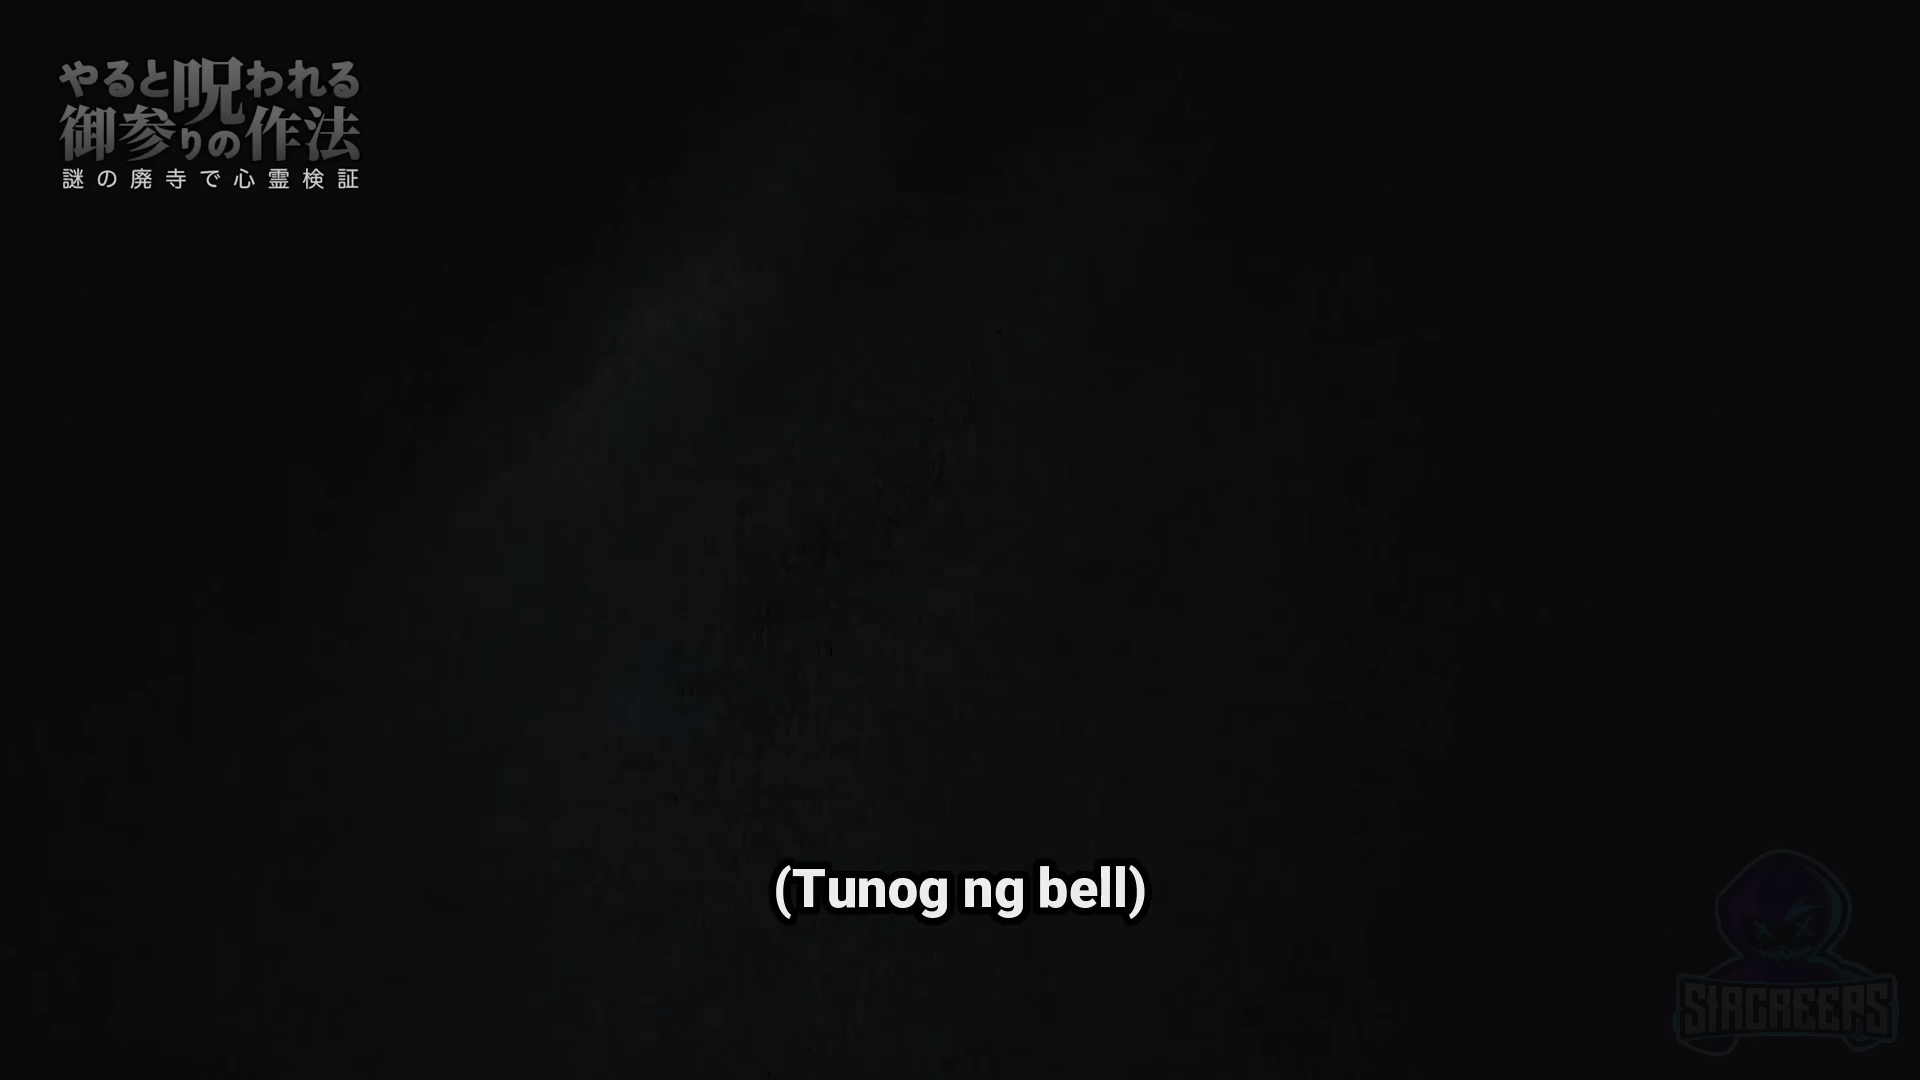 やると呪われる
御参りの作法
謎の廃寺で心霊検証
(Tunog ng bell)
SIRCREEPS